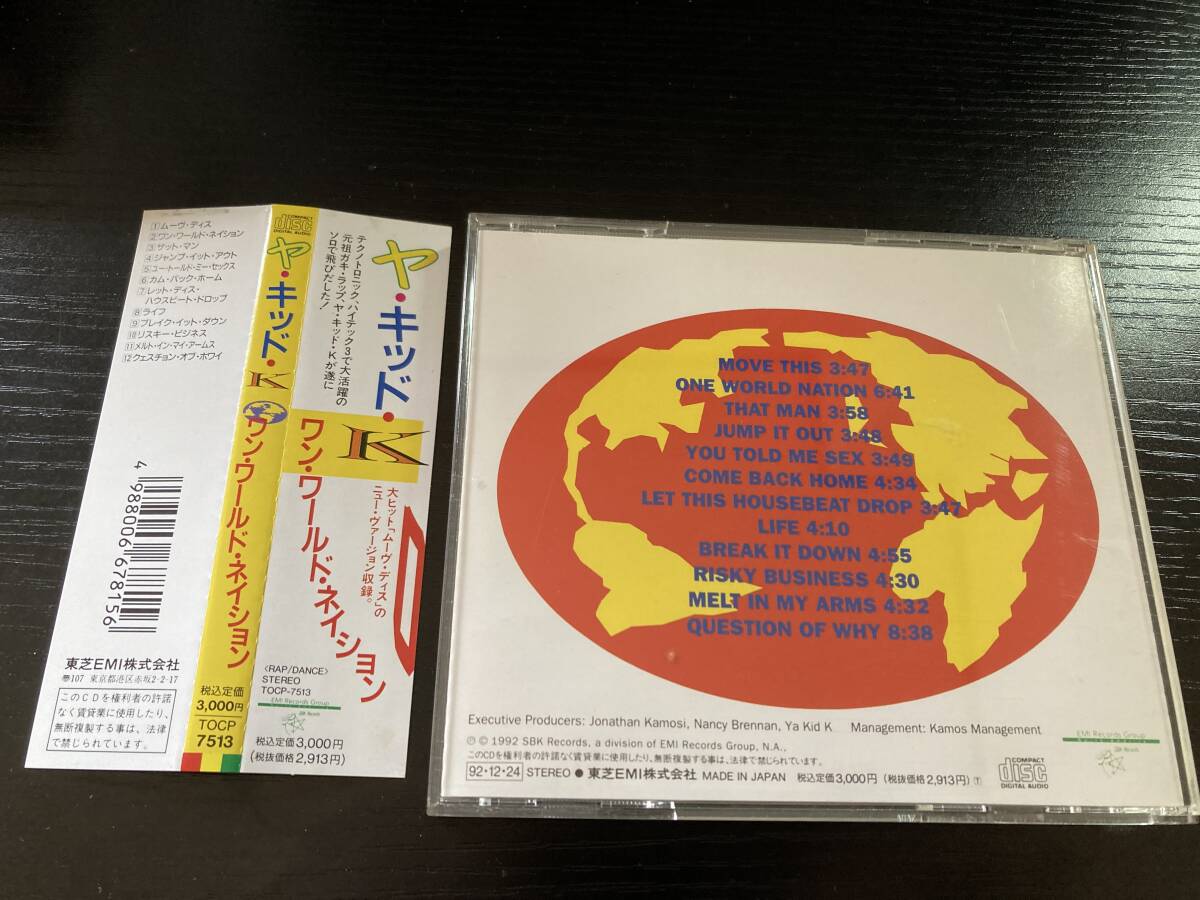 1ムーヴ・ディス
2ワン・ワールド・ネイション
3ザット・マン
4ジャンプ・イット・アウト
5ユー・トールド・ミー・セックス
6カム・バック・ホーム
7レット・ディス・
ハウスビート・ドロップ
8ライフ
9ブレイク・イット・ダウン
10リスキー・ビジネス
11メルト・イン・マイ・アームス
12クェスチョン・オブ・ホワイ
4 988006 678156
東芝EMI株式会社
〒107 東京都港区赤坂2-2-17
このCDを権利者の許諾
なく賃貸業に使用したり、
無断複製する事は、法律
で禁じられています。
COMPACT
disc
DIGITAL AUDIO
ヤ・キッド・K
ワン・ワールド・ネイション
税込定価
3,000円
TOCP
7513
テクノトロニック、ハイテック3で大活躍の
元祖ガキ・ラップ、ヤ・キッド・Kが遂に
ソロで飛びだした!
ヤ・キッド・K
ワン・ワールド・ネイション
大ヒット「ムーヴ・ディス」の
ニュー・ヴァージョン収録。
<RAP/DANCE>
STEREO
TOCP-7513
EMI Records Group
税込定価3,000円
(税抜価格2,913円)
MOVE THIS 3:47
ONE WORLD NATION 6:41
THAT MAN 3:58
JUMP IT OUT 3:48
YOU TOLD ME SEX 3:49
COME BACK HOME 4:34
LET THIS HOUSEBEAT DROP 3:47
LIFE 4:10
BREAK IT DOWN 4:55
RISKY BUSINESS 4:30
MELT IN MY ARMS 4:32
QUESTION OF WHY 8:38
Executive Producers: Jonathan Kamosi, Nancy Brennan, Ya Kid K Management: Kamos Management
℗ © 1992 SBK Records, a division of EMI Records Group, N.A.,
このCDを権利者の許諾なく賃貸業に使用したり、無断複製する事は、法律で禁じられています。
92・12・24 STEREO ● 東芝EMI株式会社 MADE IN JAPAN 税込定価3,000円(税抜価格2,913円)1
COMPACT
disc
DIGITAL AUDIO
EMI Records Group